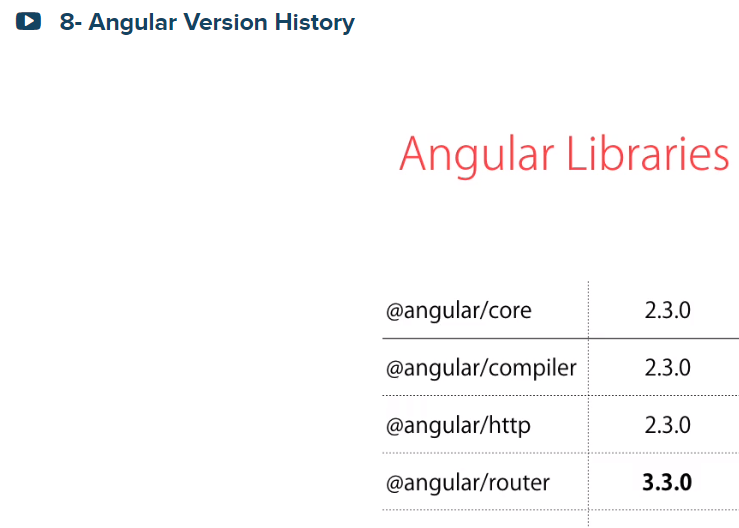 8- Angular Version History
Angular Libraries
@angular/core 2.3.0
@angular/compiler 2.3.0
@angular/http 2.3.0
@angular/router 3.3.0